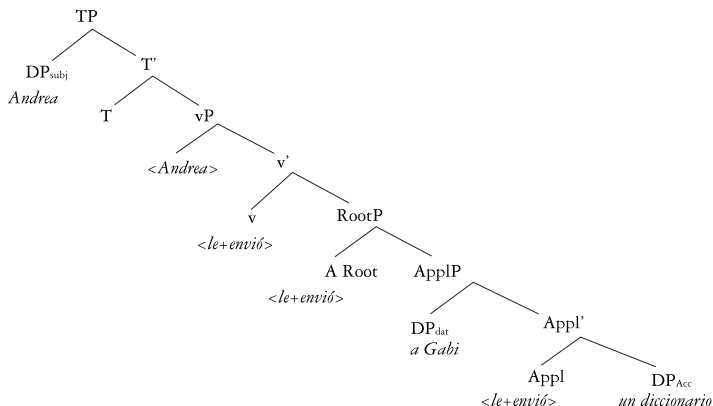 TP
DPsubj
T'
Andrea
T
vP
<Andrea>
v'
v
RootP
<le+envió>
A Root
ApplP
<le+envió>
DPdat
Appl'
a Gabi
Appl
DPAcc
<le+envió>
un diccionario